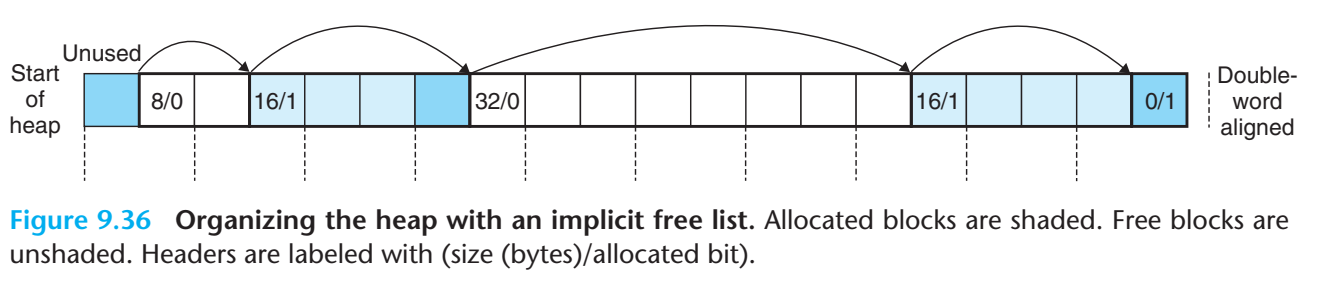 Unused
Start
of
heap
8/0 16/1 32/0 16/1 0/1
Double-
word
aligned
Figure 9.36 Organizing the heap with an implicit free list. Allocated blocks are shaded. Free blocks are
unshaded. Headers are labeled with (size (bytes)/allocated bit).